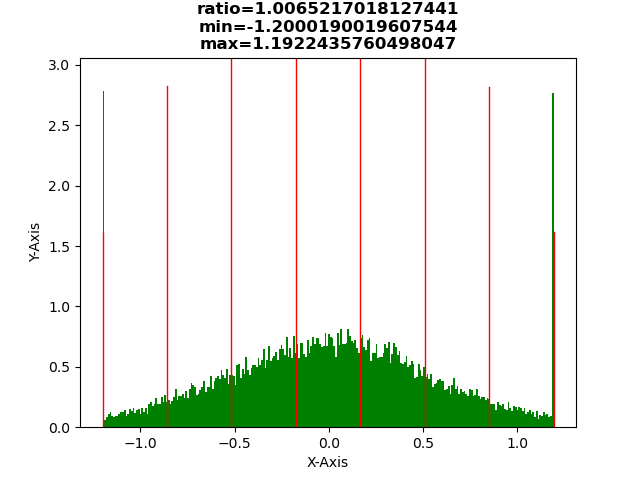 ratio=1.0065217018127441
min=-1.2000190019607544
max=1.1922435760498047
3.0
2.5
2.0
1.5
1.0
0.5
0.0
Y-Axis
−1.0
−0.5
0.0
0.5
1.0
X-Axis